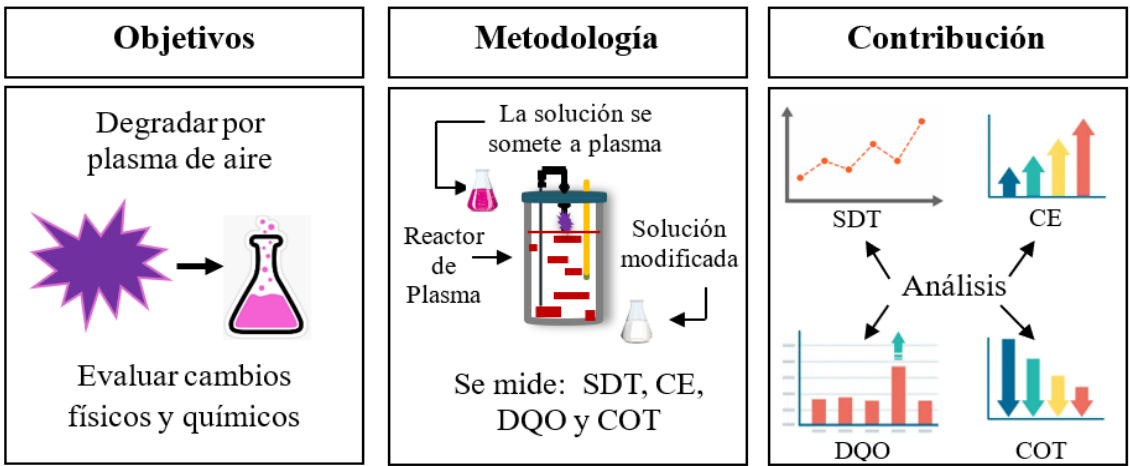 Objetivos
Degradar por
plasma de aire
Evaluar cambios
físicos y químicos
Metodología
La solución se
somete a plasma
Reactor
de
Plasma
Solución
modificada
Se mide: SDT, CE,
DQO y COT
Contribución
SDT
CE
Análisis
DQO
COT